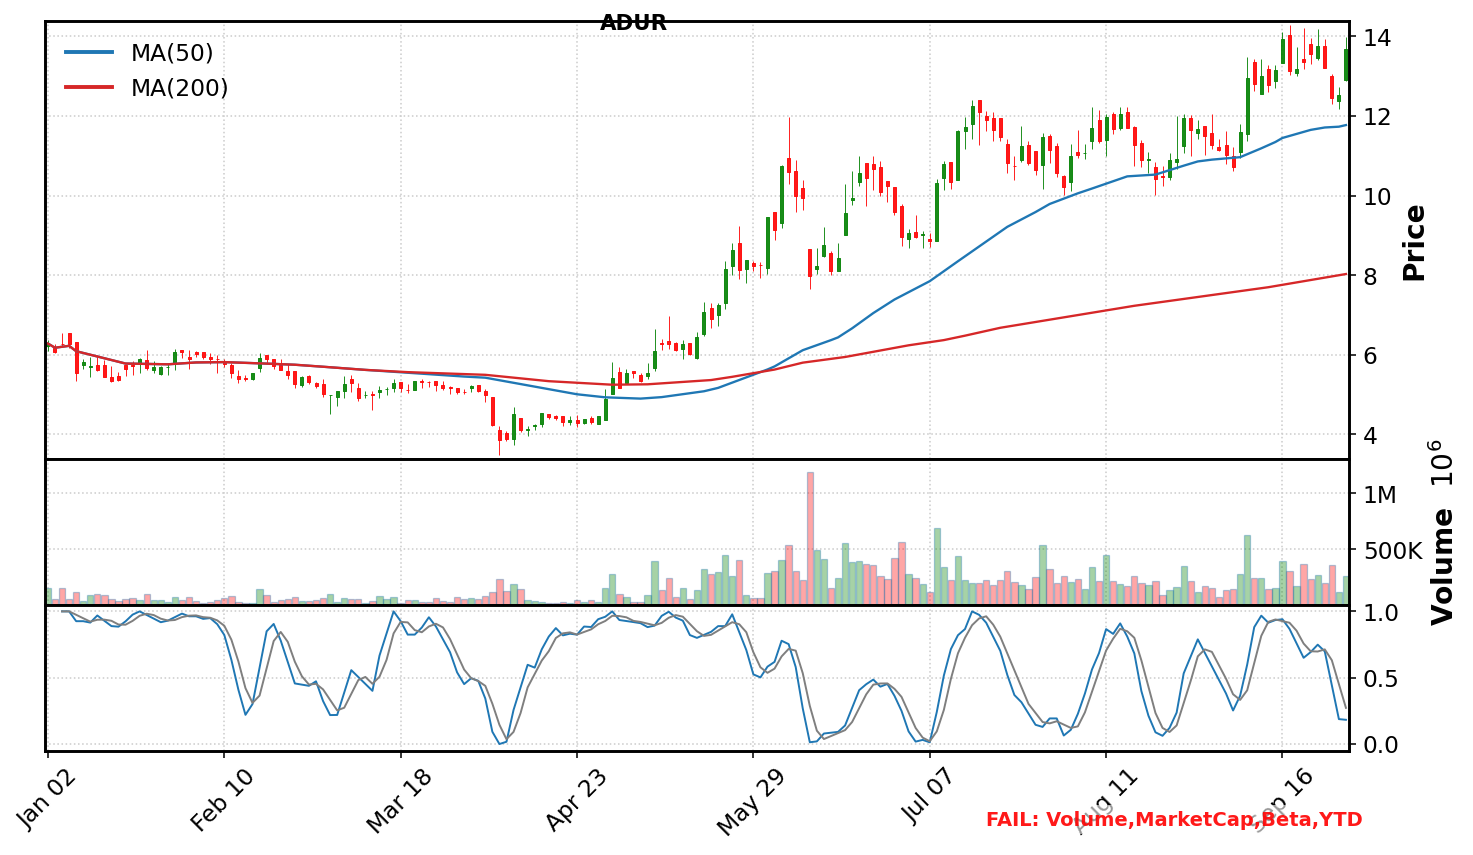 ADUR
MA(50)
MA(200)
14
12
10
8
6
4
Price
1M
500K
Volume 10^6
1.0
0.5
0.0
Jan 02
Feb 10
Mar 18
Apr 23
May 29
Jul 07
Aug 11
Sep 16
FAIL: Volume,MarketCap,Beta,YTD